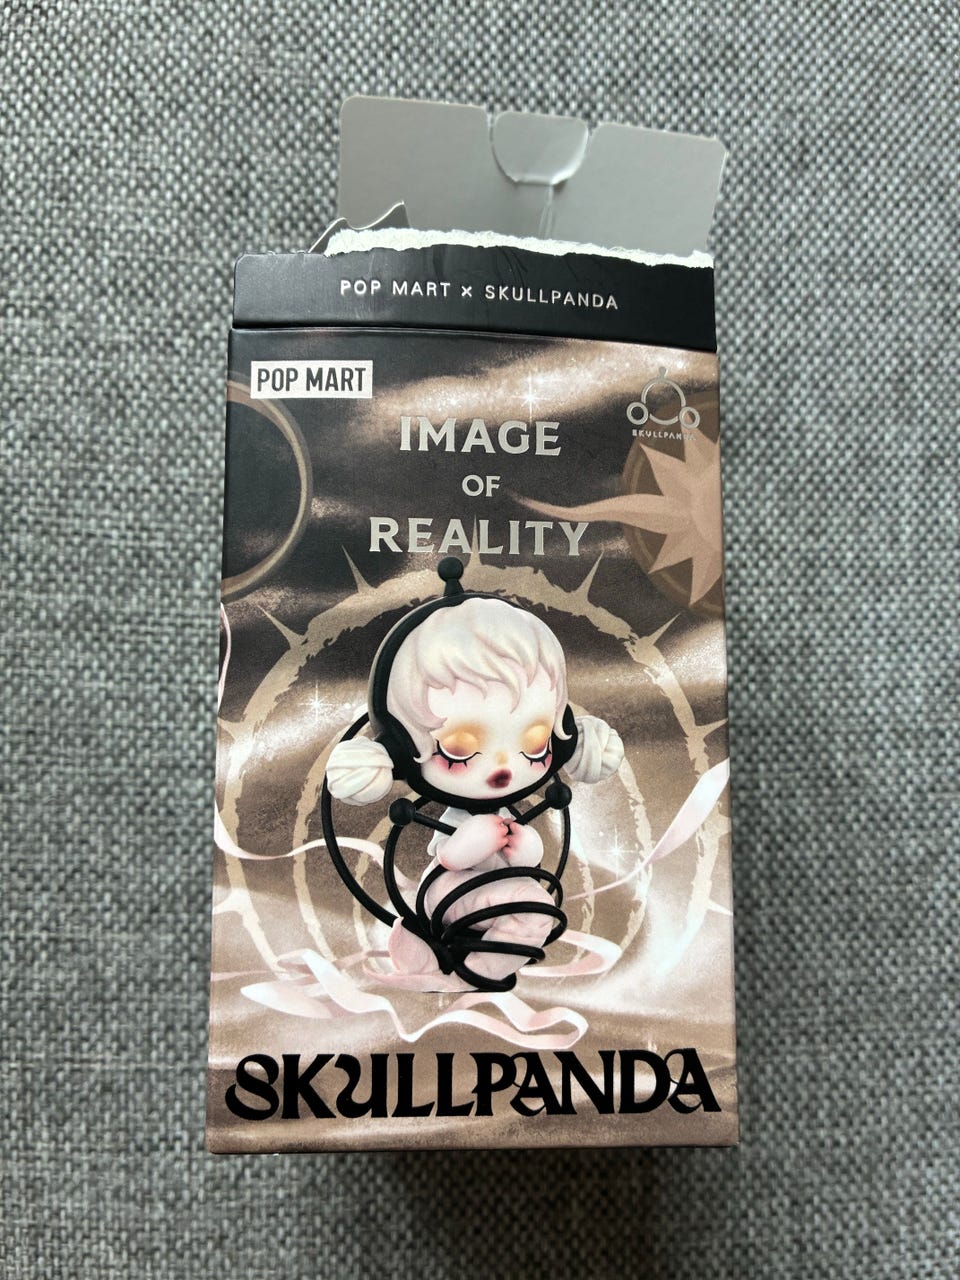 POP MART × SKULLPANDA
POP MART
SKULLPANDA
IMAGE
OF
REALITY
SKULLPANDA